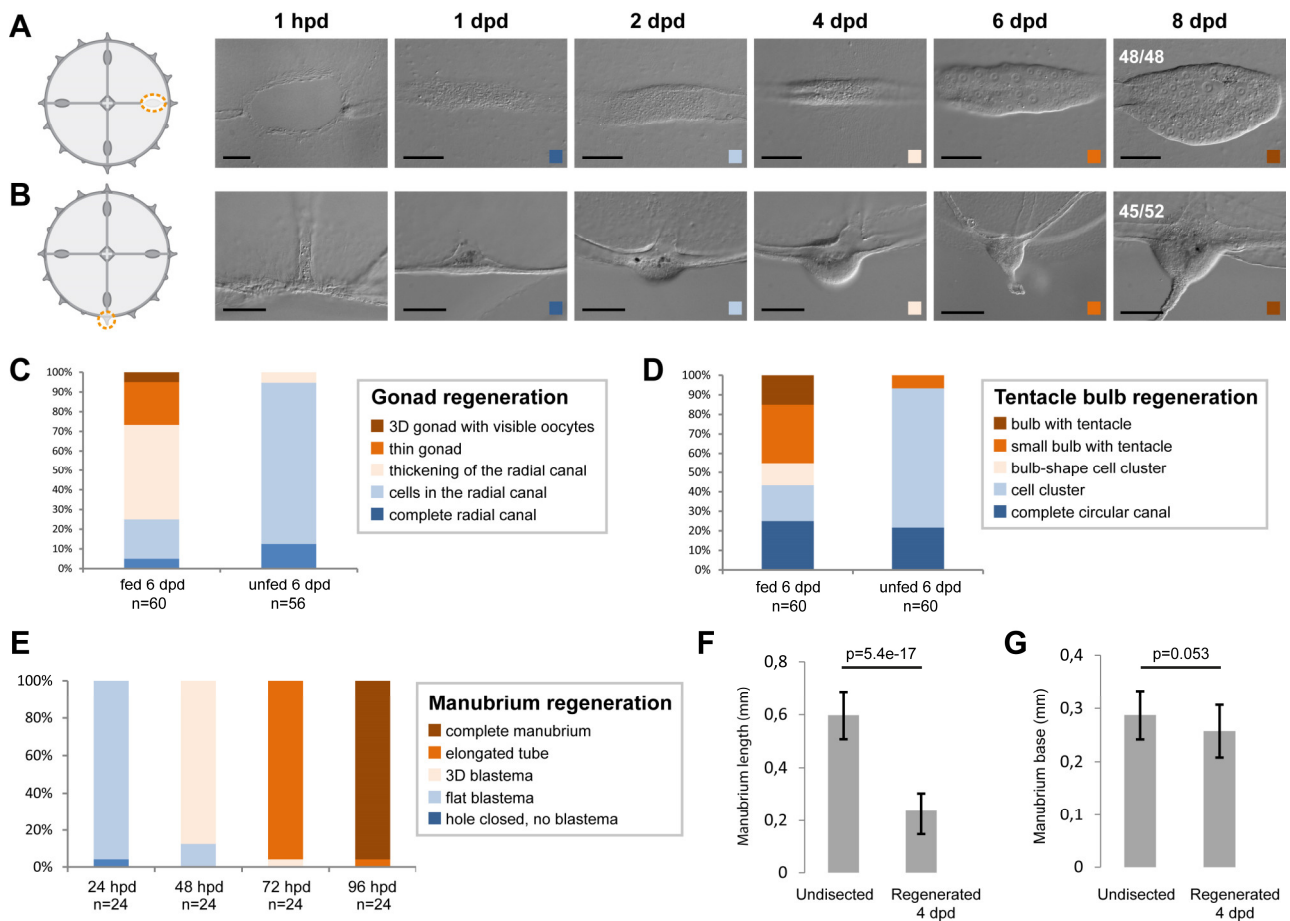 A
1 hpd
1 dpd
2 dpd
4 dpd
6 dpd
8 dpd
48/48
B
45/52
C
100%
90%
80%
70%
60%
50%
40%
30%
20%
10%
0%
fed 6 dpd
n=60
unfed 6 dpd
n=56
Gonad regeneration
3D gonad with visible oocytes
thin gonad
thickening of the radial canal
cells in the radial canal
complete radial canal
D
100%
90%
80%
70%
60%
50%
40%
30%
20%
10%
0%
fed 6 dpd
n=60
unfed 6 dpd
n=60
Tentacle bulb regeneration
bulb with tentacle
small bulb with tentacle
bulb-shape cell cluster
cell cluster
complete circular canal
E
100%
80%
60%
40%
20%
0%
24 hpd
n=24
48 hpd
n=24
72 hpd
n=24
96 hpd
n=24
Manubrium regeneration
complete manubrium
elongated tube
3D blastema
flat blastema
hole closed, no blastema
F
Manubrium length (mm)
0,8
0,6
0,4
0,2
0
p=5.4e-17
Undisected
Regenerated
4 dpd
G
Manubrium base (mm)
0,4
0,3
0,2
0,1
0
p=0.053
Undisected
Regenerated
4 dpd